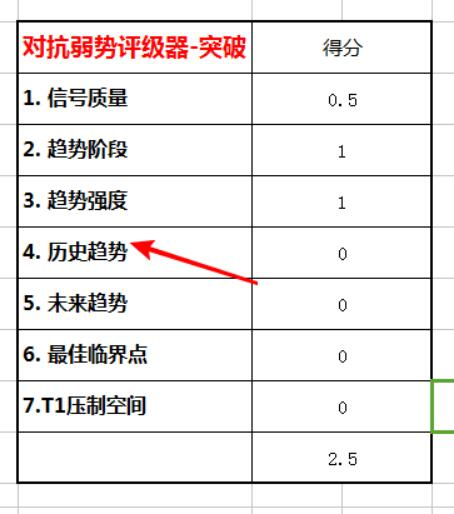 对抗弱势评级器-突破 得分
1. 信号质量 0.5
2. 趋势阶段 1
3. 趋势强度 1
4. 历史趋势 0
5. 未来趋势 0
6. 最佳临界点 0
7.T1压制空间 0
2.5